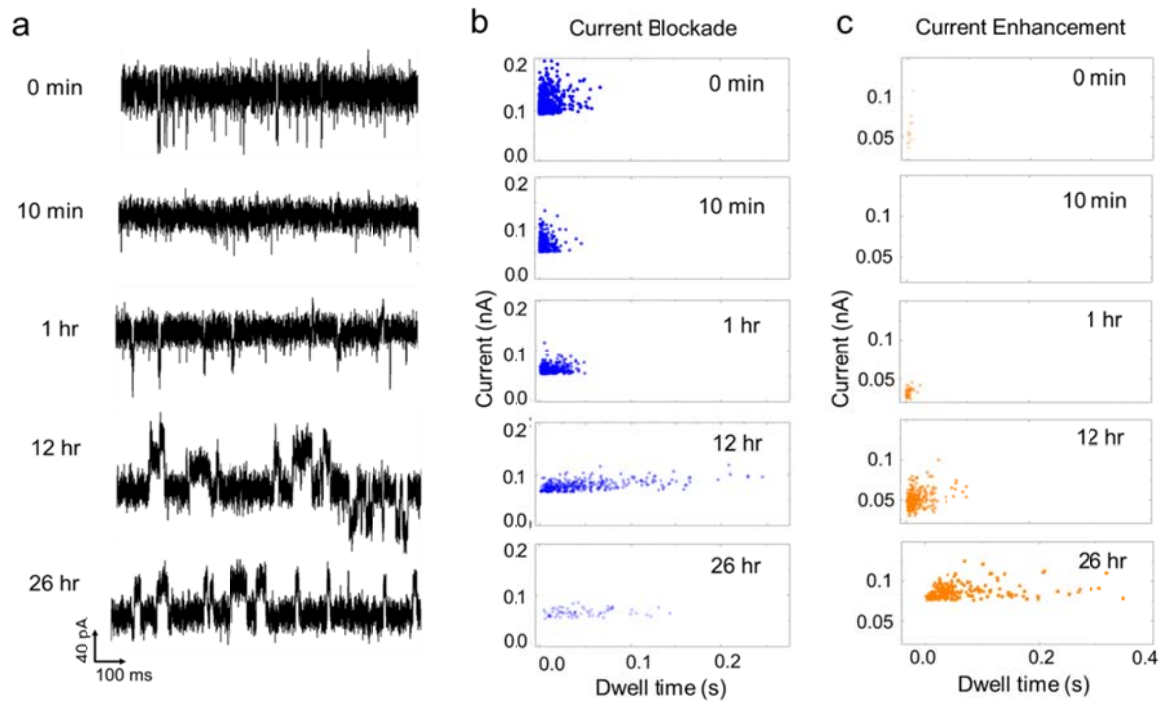 a
0 min
10 min
1 hr
12 hr
26 hr
40 pA
100 ms
b
Current Blockade
Current (nA)
0.2
0.1
0.0
0 min
0.2
0.1
0.0
10 min
0.2
0.1
0.0
1 hr
0.2
0.1
0.0
12 hr
0.2
0.1
0.0
26 hr
0.0 0.1 0.2
Dwell time (s)
c
Current Enhancement
Current (nA)
0.1
0.05
0 min
0.1
0.05
10 min
0.1
0.05
1 hr
0.1
0.05
12 hr
0.1
0.05
26 hr
0.0 0.2 0.4
Dwell time (s)